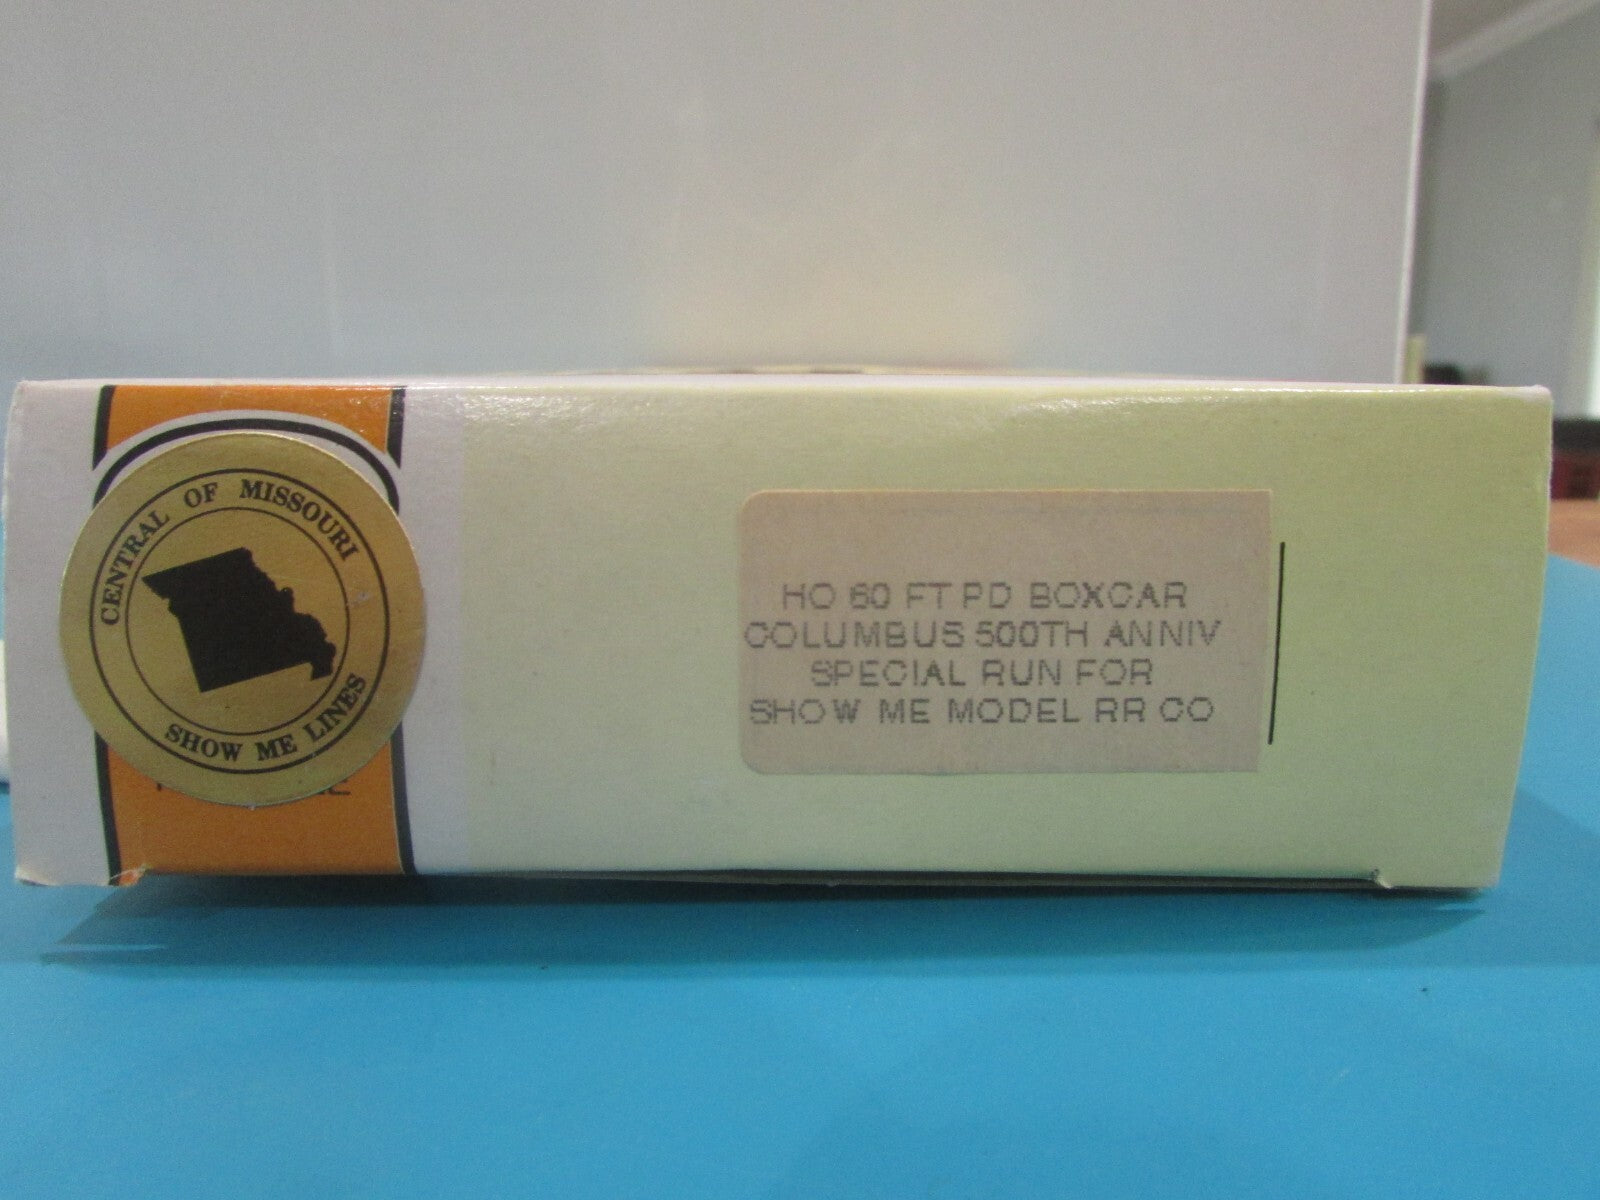 CENTRAL OF MISSOURI
SHOW ME LINES
HO 60 FT PD BOXCAR
COLUMBUS 500TH ANNIV
SPECIAL RUN FOR
SHOW ME MODEL RR CO